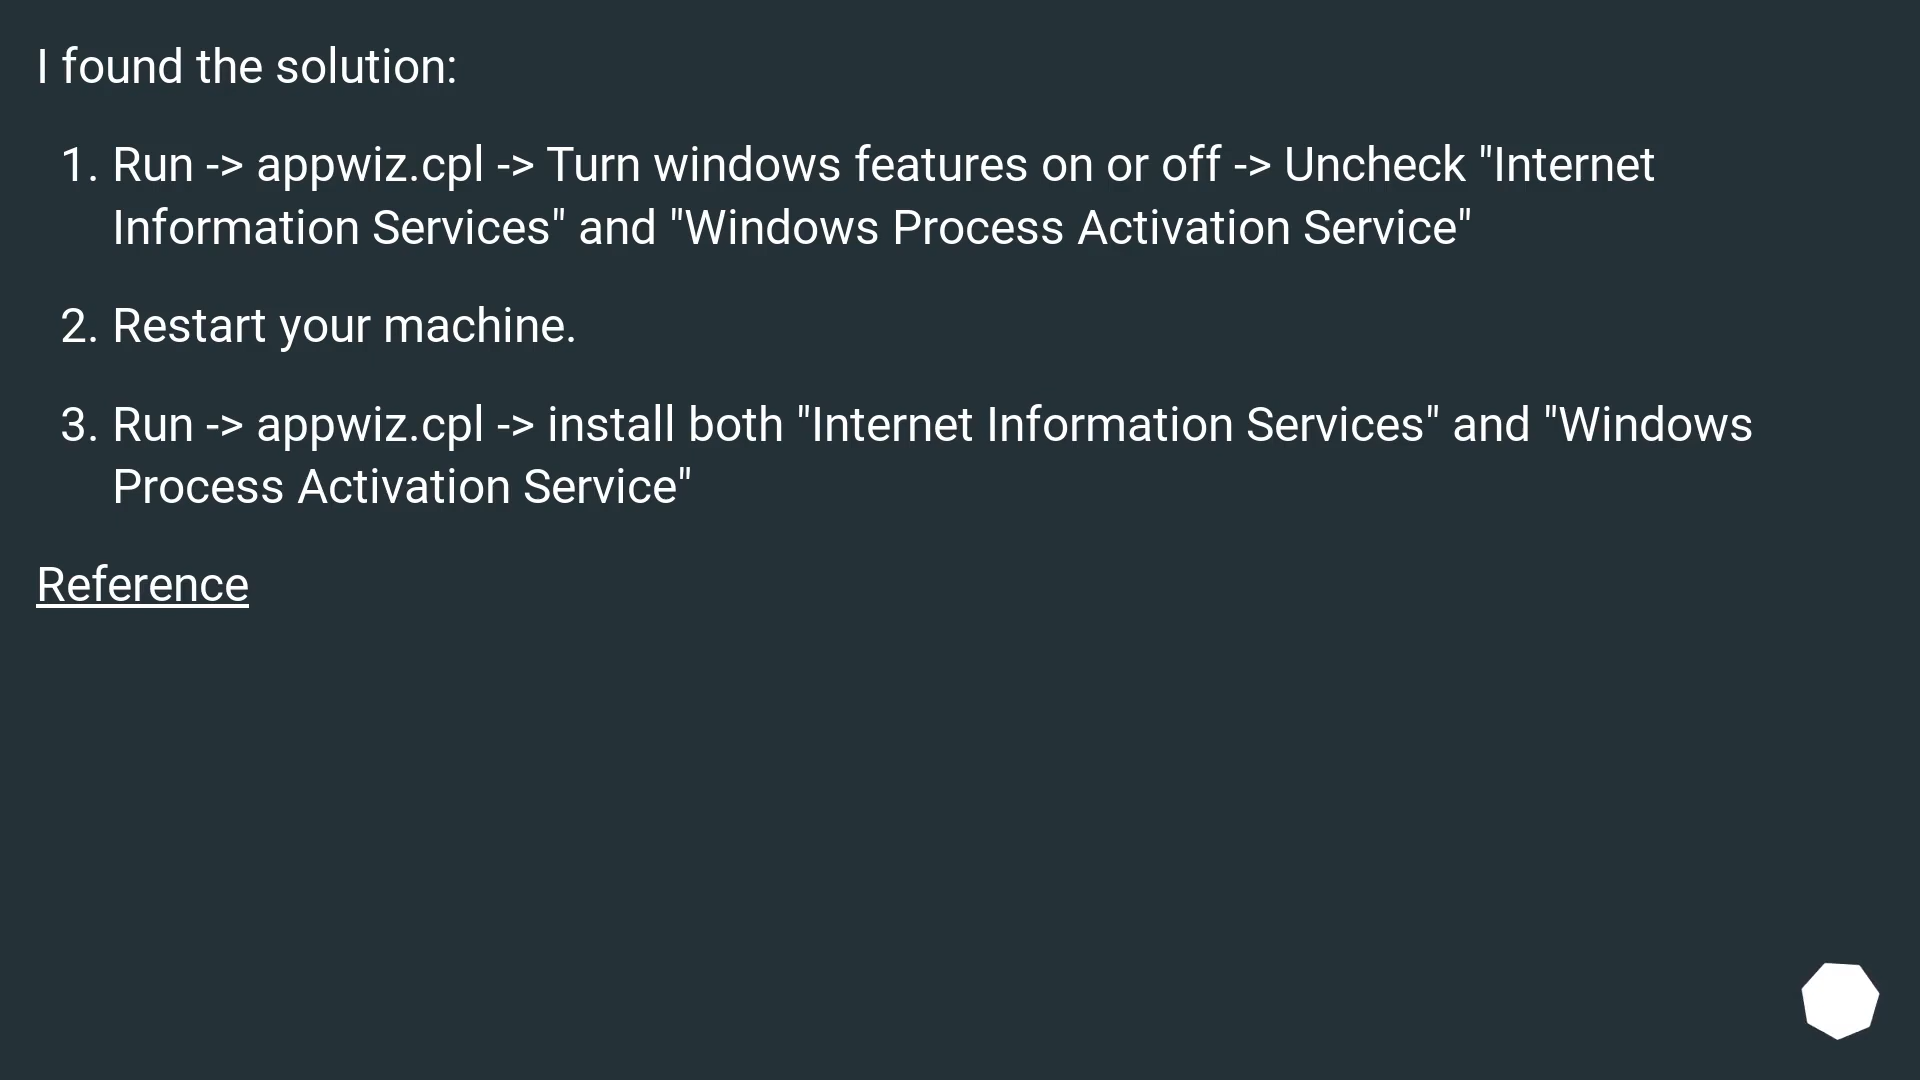 I found the solution:
1. Run -> appwiz.cpl -> Turn windows features on or off -> Uncheck "Internet
Information Services" and "Windows Process Activation Service"
2. Restart your machine.
3. Run -> appwiz.cpl -> install both "Internet Information Services" and "Windows
Process Activation Service"
Reference